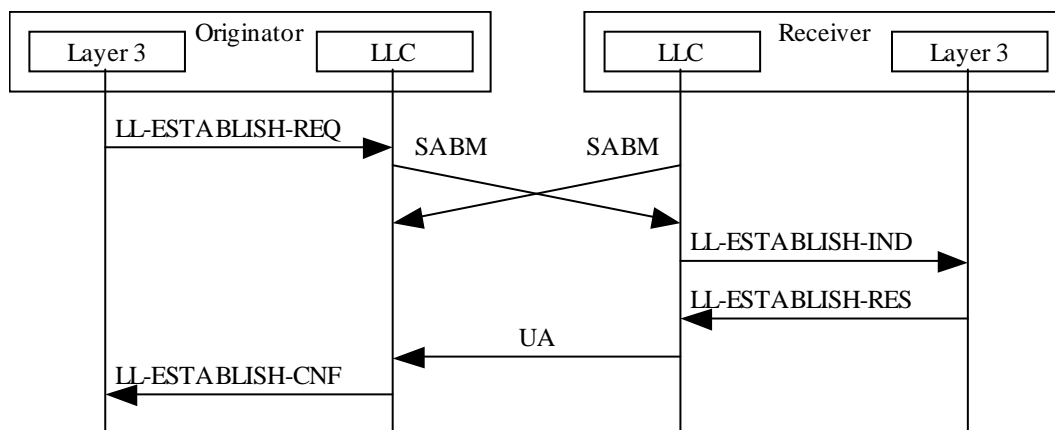 Originator
Receiver
Layer 3
LLC
LLC
Layer 3
LL-ESTABLISH-REQ
SABM
SABM
LL-ESTABLISH-IND
LL-ESTABLISH-RES
UA
LL-ESTABLISH-CNF